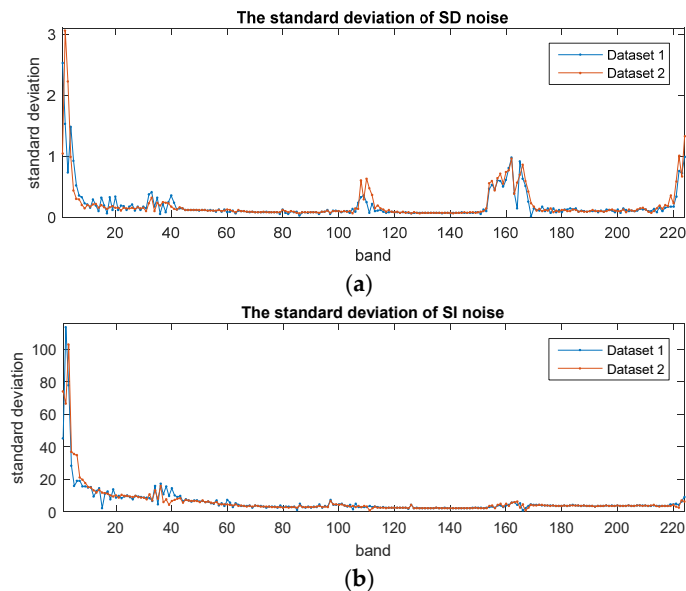 The standard deviation of SD noise
3
2
1
0
standard deviation
Dataset 1
Dataset 2
20 40 60 80 100 120 140 160 180 200 220
band
(a)
The standard deviation of SI noise
100
80
60
40
20
0
standard deviation
Dataset 1
Dataset 2
20 40 60 80 100 120 140 160 180 200 220
band
(b)